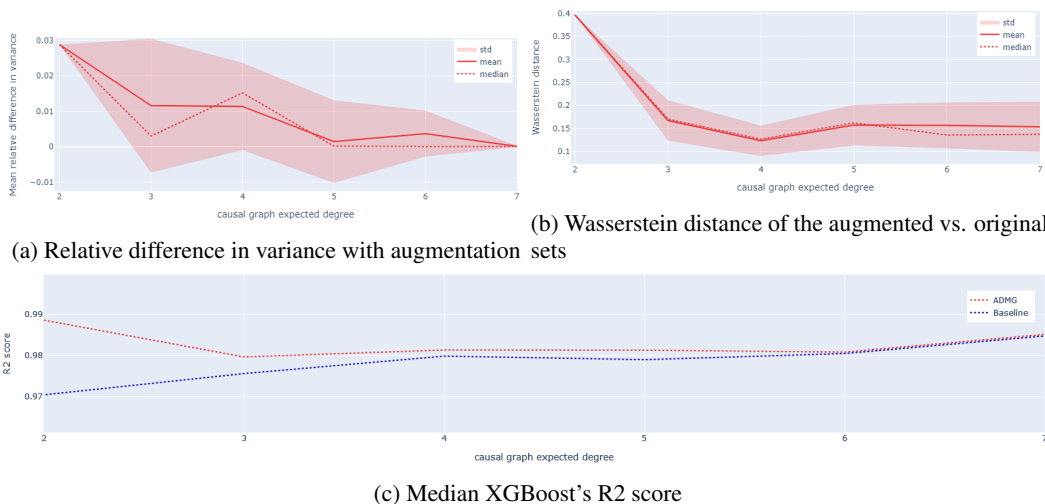 0.03
0.02
0.01
0
−0.01
Mean relative difference in variance
std
mean
median
2 3 4 5 6 7
causal graph expected degree
(a) Relative difference in variance with augmentation
0.4
0.35
0.3
0.25
0.2
0.15
0.1
Wasserstein distance
std
mean
median
2 3 4 5 6 7
causal graph expected degree
(b) Wasserstein distance of the augmented vs. original
sets
0.99
0.98
0.97
R2 score
ADMG
Baseline
2 3 4 5 6 7
causal graph expected degree
(c) Median XGBoost's R2 score